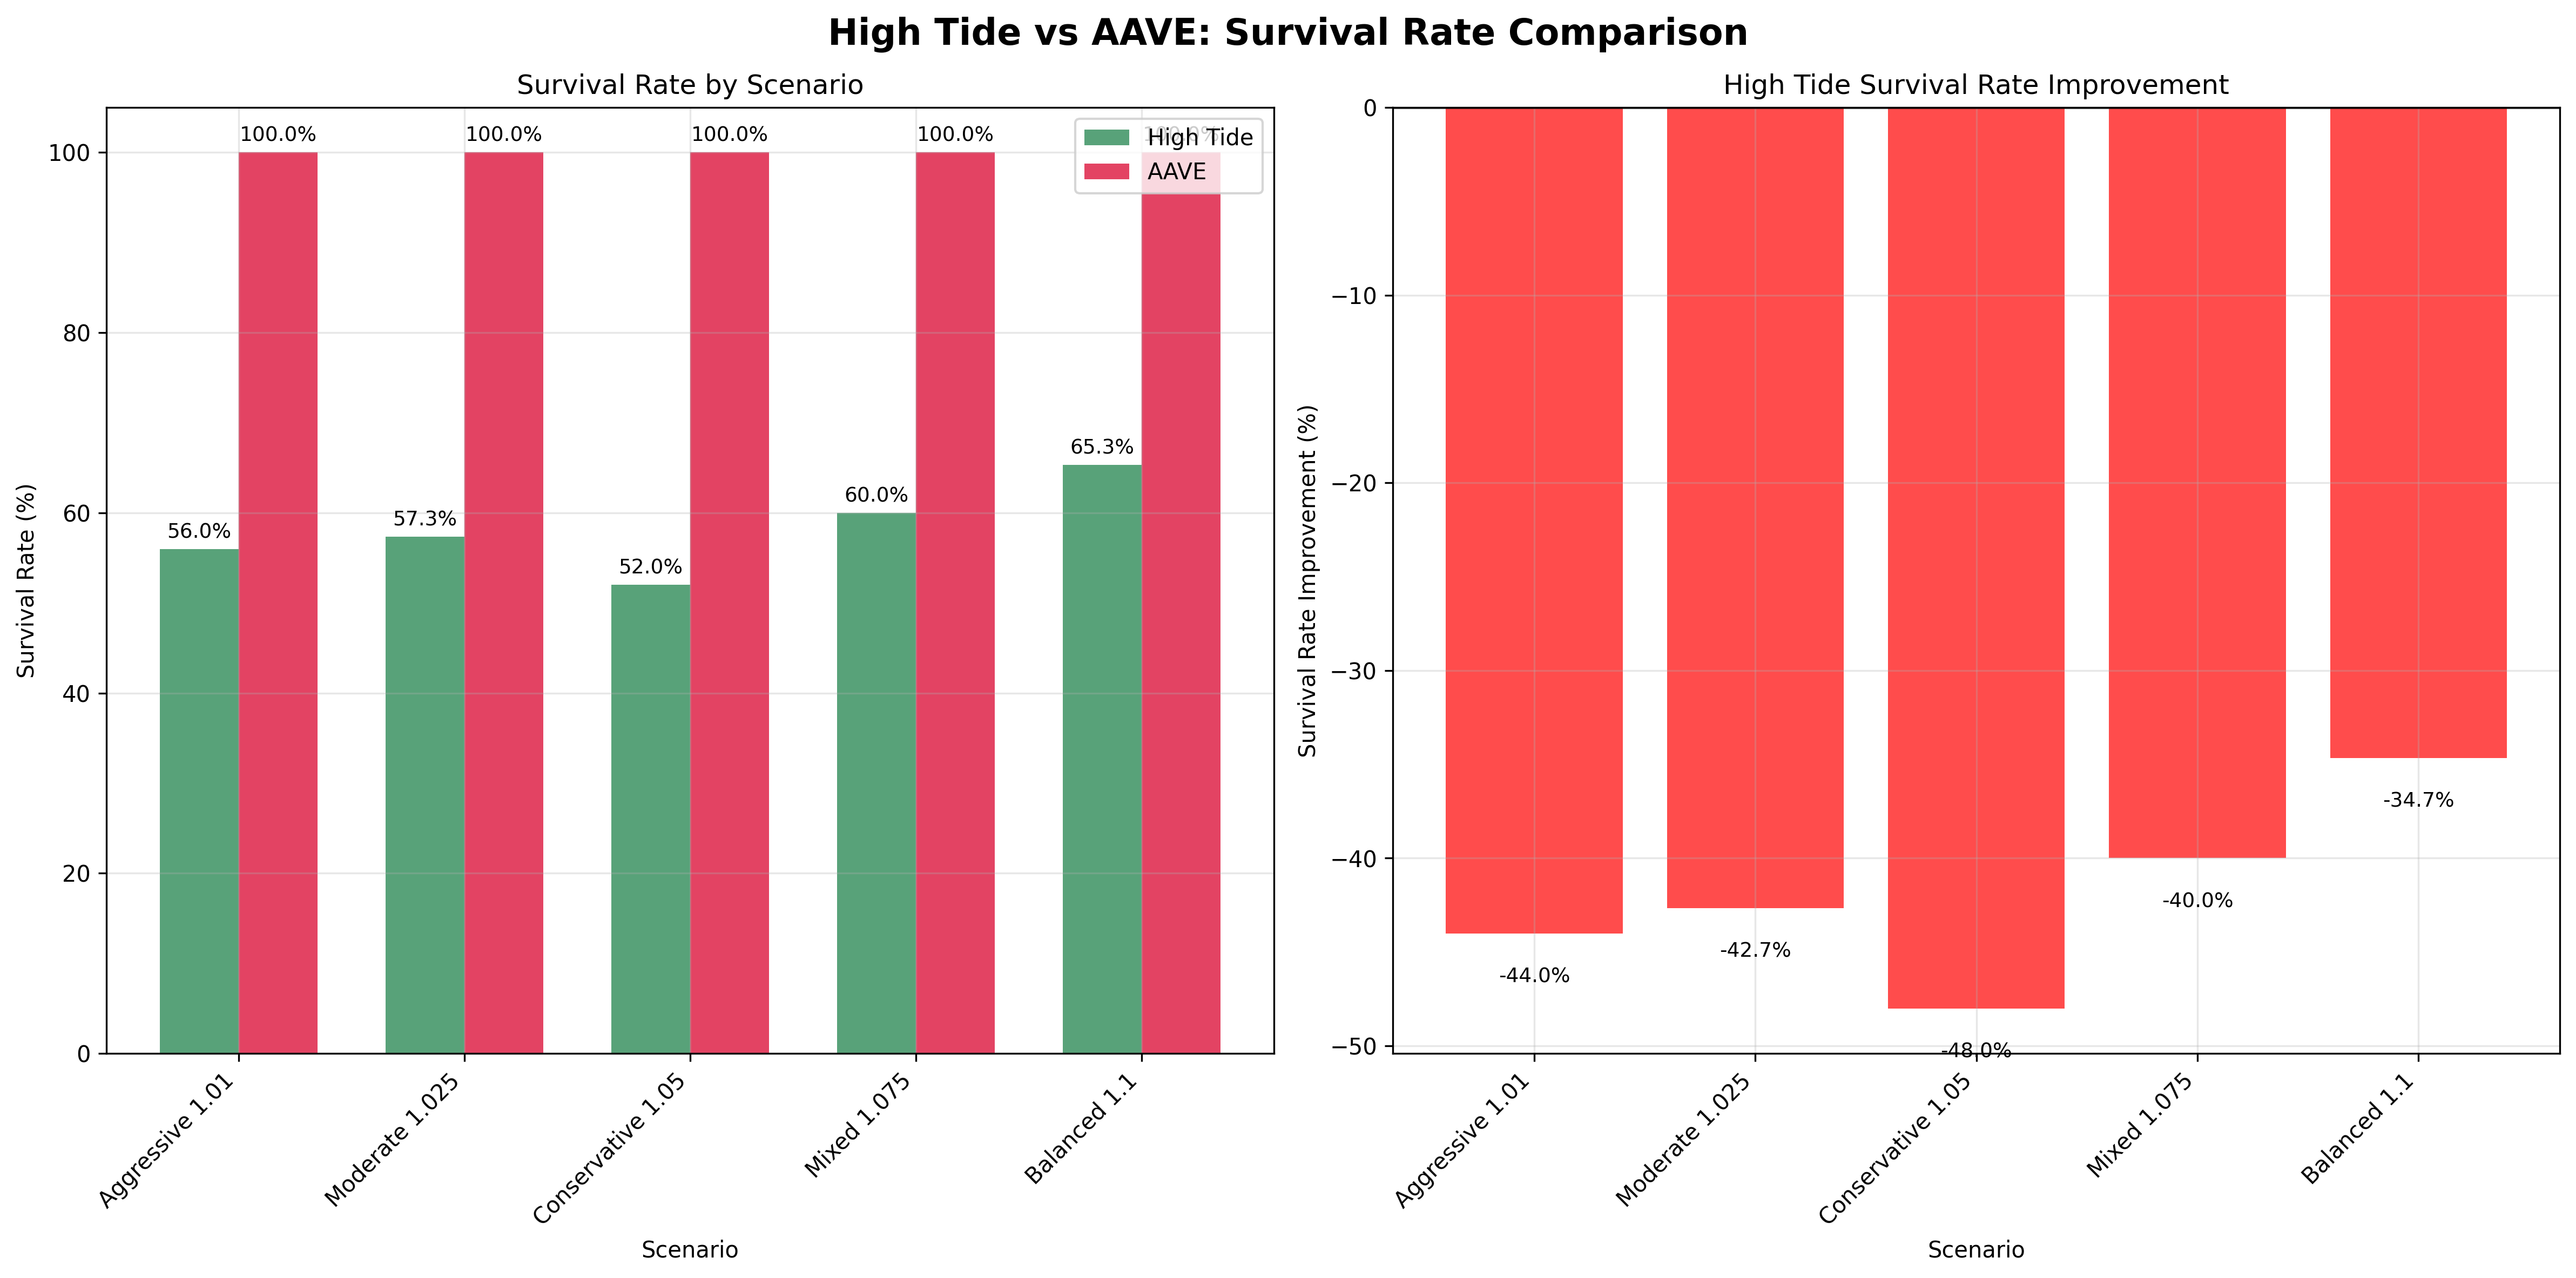 High Tide vs AAVE: Survival Rate Comparison
Survival Rate by Scenario
Survival Rate (%)
100
80
60
40
20
0
56.0%
100.0%
57.3%
100.0%
52.0%
100.0%
60.0%
100.0%
65.3%
100.0%
High Tide
AAVE
Aggressive 1.01
Moderate 1.025
Conservative 1.05
Mixed 1.075
Balanced 1.1
Scenario
High Tide Survival Rate Improvement
Survival Rate Improvement (%)
0
−10
−20
−30
−40
−50
-44.0%
-42.7%
-48.0%
-40.0%
-34.7%
Aggressive 1.01
Moderate 1.025
Conservative 1.05
Mixed 1.075
Balanced 1.1
Scenario